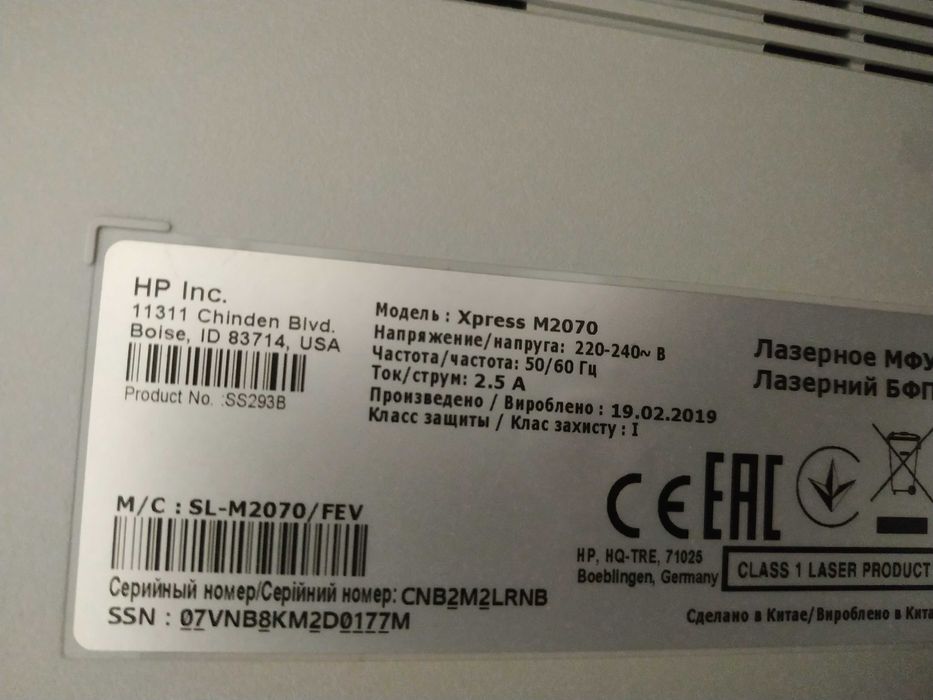 HP Inc.
11311 Chinden Blvd.
Boise, ID 83714, USA
Product No. :SS293B
Модель : Xpress M2070
Напряжение/напруга: 220-240~ В
Частота/частота: 50/60 Гц
Ток/струм: 2.5 А
Произведено / Вироблено : 19.02.2019
Класс защиты / Клас захисту : I
Лазерное МФУ
Лазерний БФП
M/C : SL-M2070/FEV
Серийный номер/Серійний номер: CNB2M2LRNB
SSN : 07VNB8KM2D0177M
CE EAC
HP, HQ-TRE, 71025
Boeblingen, Germany
CLASS 1 LASER PRODUCT
Сделано в Китае/Вироблено в